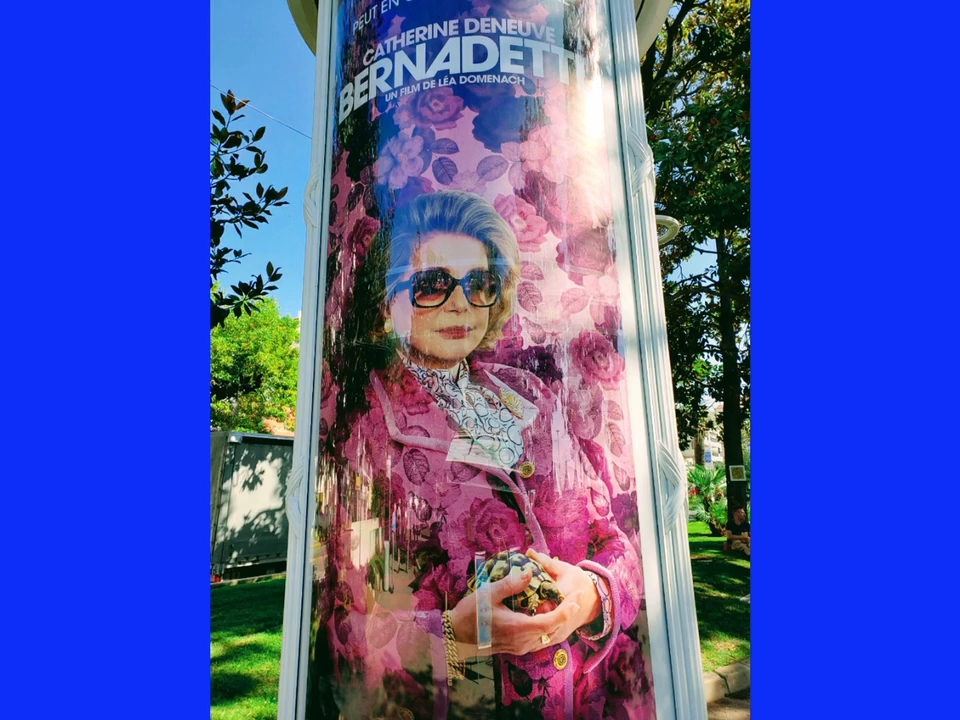 PEUT EN
CATHERINE DENEUVE
BERNADETT
UN FILM DE LÉA DOMENACH